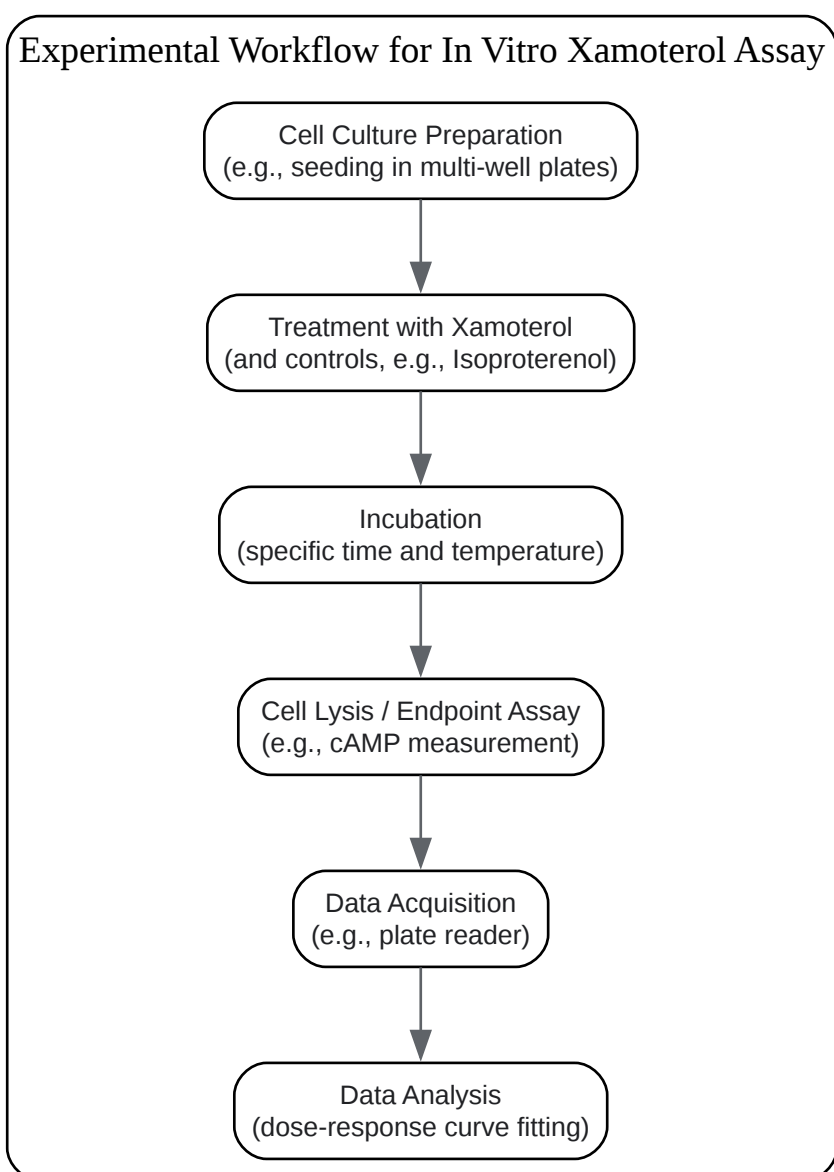 Experimental Workflow for In Vitro Xamoterol Assay
Cell Culture Preparation
(e.g., seeding in multi-well plates)
Treatment with Xamoterol
(and controls, e.g., Isoproterenol)
Incubation
(specific time and temperature)
Cell Lysis / Endpoint Assay
(e.g., cAMP measurement)
Data Acquisition
(e.g., plate reader)
Data Analysis
(dose-response curve fitting)